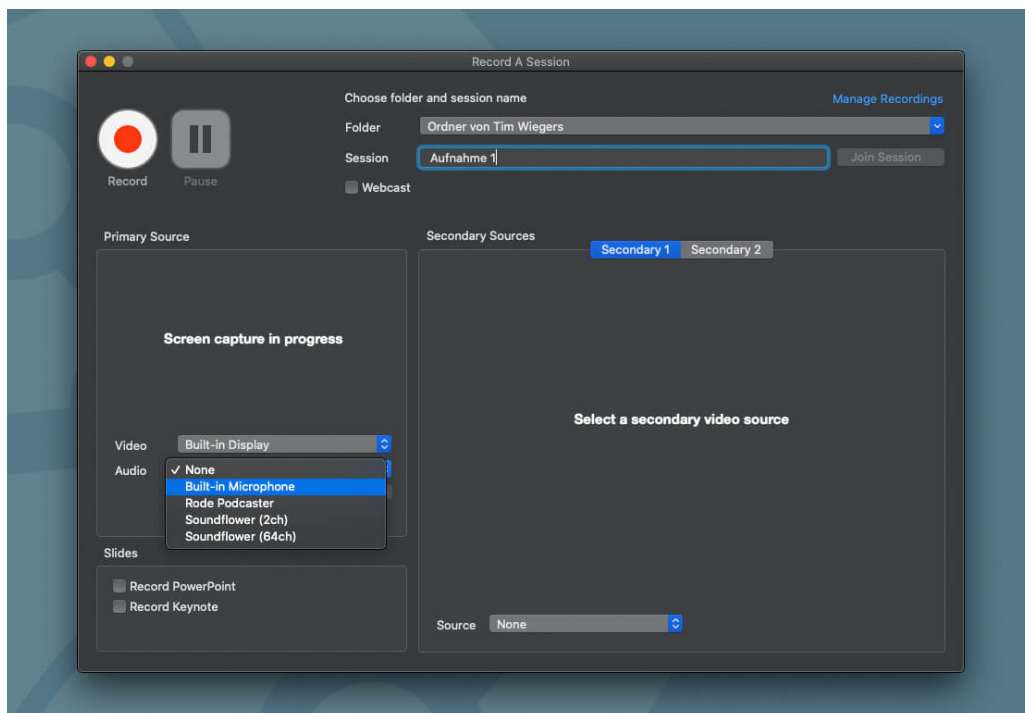 Record A Session
Choose folder and session name
Manage Recordings
Folder
Ordner von Tim Wiegers
Session
Aufnahme 1
Join Session
Record
Pause
Webcast
Primary Source
Screen capture in progress
Video
Built-in Display
Audio
✓ None
Built-in Microphone
Rode Podcaster
Soundflower (2ch)
Soundflower (64ch)
Slides
Record PowerPoint
Record Keynote
Secondary Sources
Secondary 1
Secondary 2
Select a secondary video source
Source
None